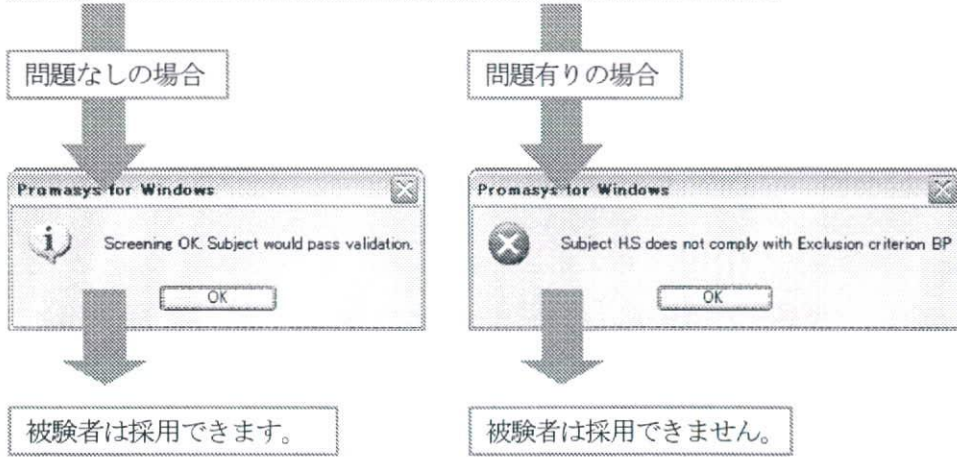 問題なしの場合
問題有りの場合
Promasys for Windows
Screening OK. Subject would pass validation.
OK
Promasys for Windows
Subject HS does not comply with Exclusion criterion BP
OK
被験者は採用できます。
被験者は採用できません。